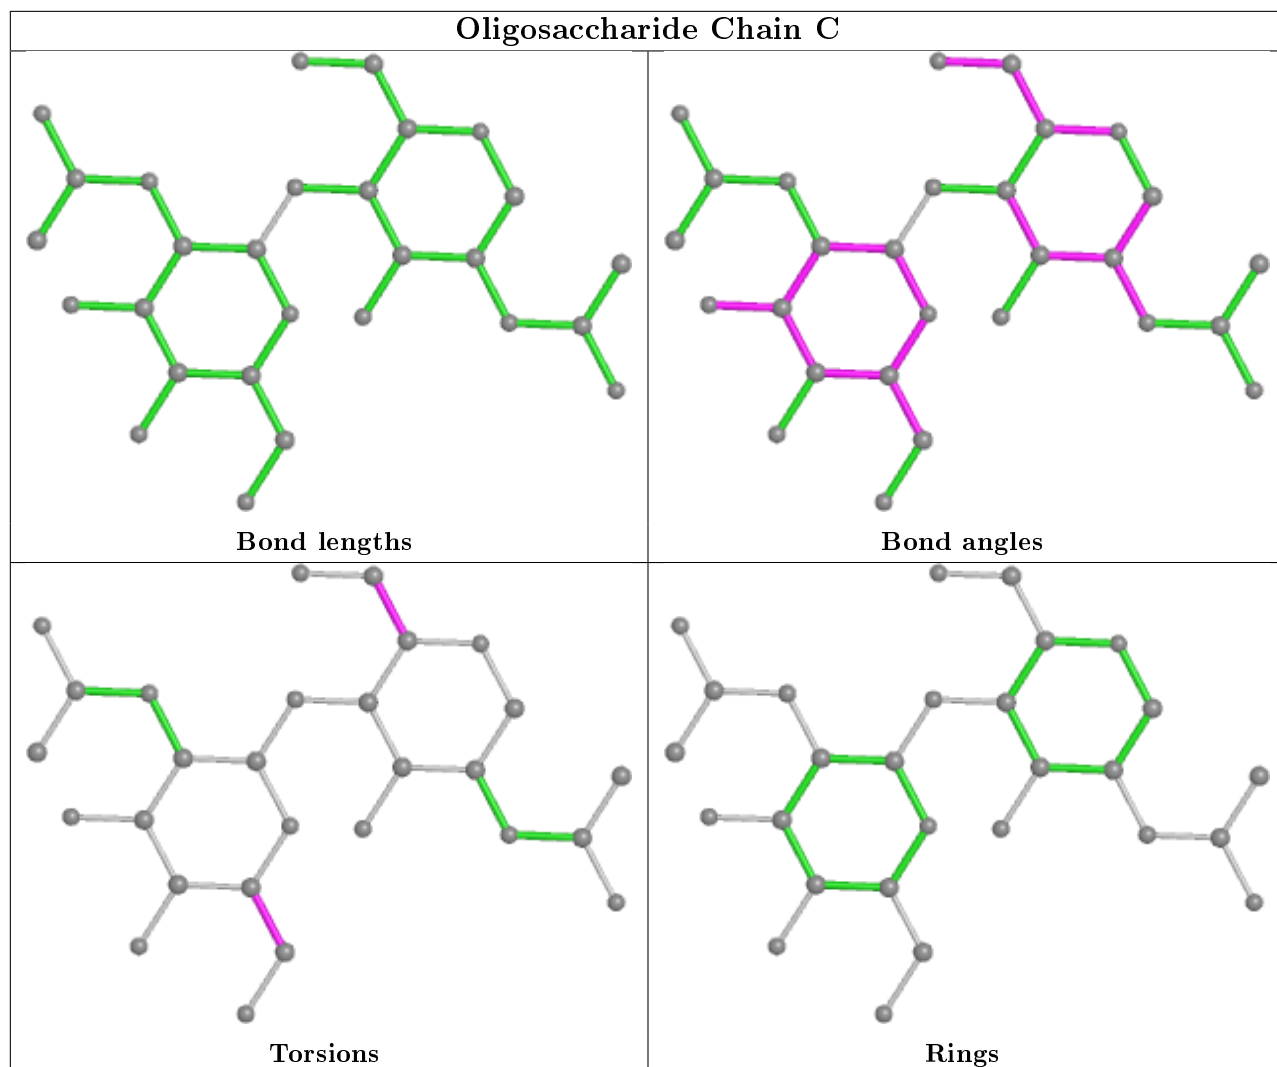 Oligosaccharide Chain C
Bond lengths
Bond angles
Torsions
Rings